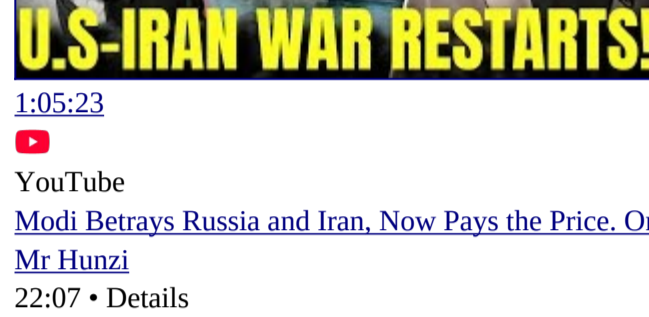 U.S-IRAN WAR RESTARTS!
1:05:23
YouTube
Modi Betrays Russia and Iran, Now Pays the Price. Or
Mr Hunzi
22:07 • Details